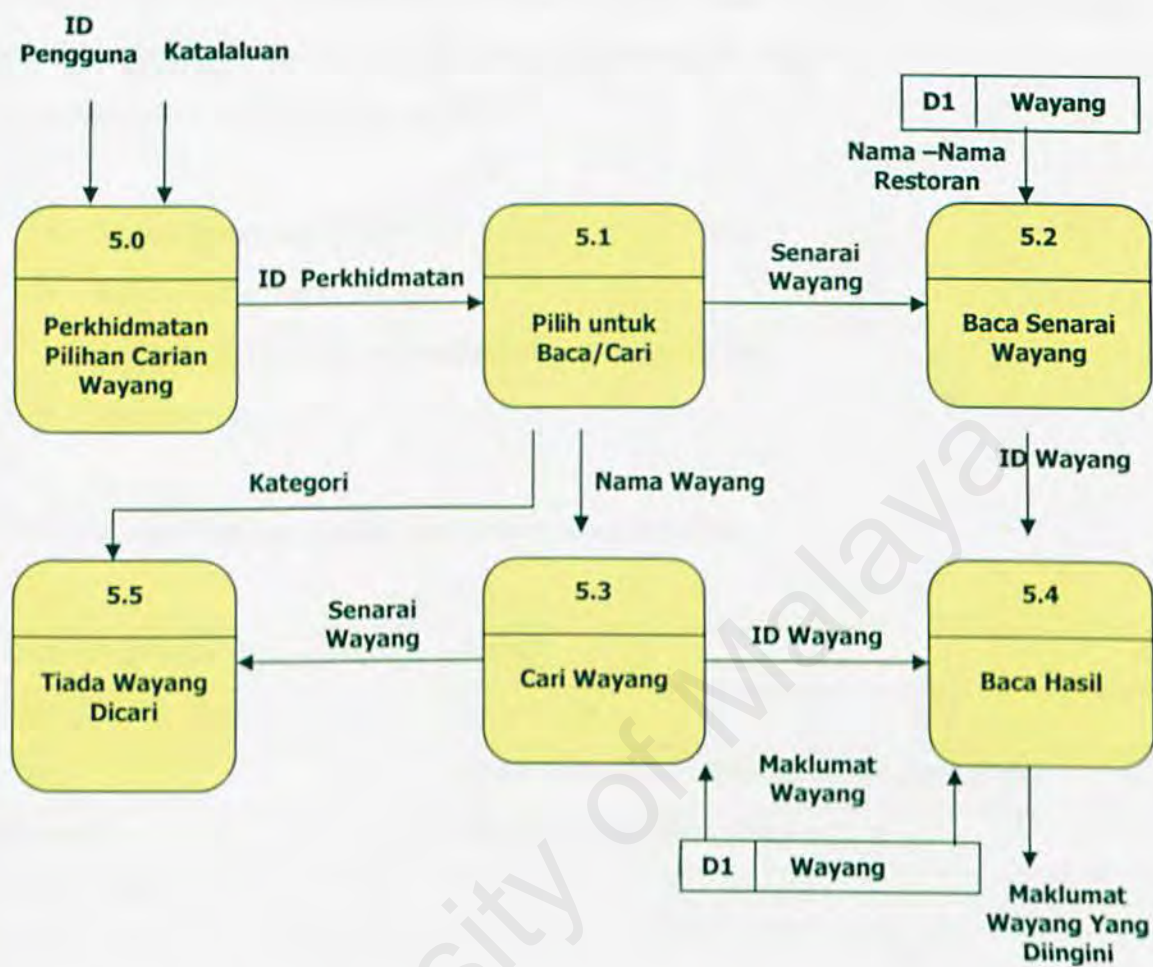 ID
Pengguna
Katalaluan
D1
Wayang
Nama –Nama
Restoran
5.0
Perkhidmatan
Pilihan Carian
Wayang
ID Perkhidmatan
5.1
Pilih untuk
Baca/Cari
Senarai
Wayang
5.2
Baca Senarai
Wayang
Kategori
Nama Wayang
ID Wayang
5.5
Tiada Wayang
Dicari
Senarai
Wayang
5.3
Cari Wayang
ID Wayang
5.4
Baca Hasil
Maklumat
Wayang
D1
Wayang
Maklumat
Wayang Yang
Diingini
sity of Malaya